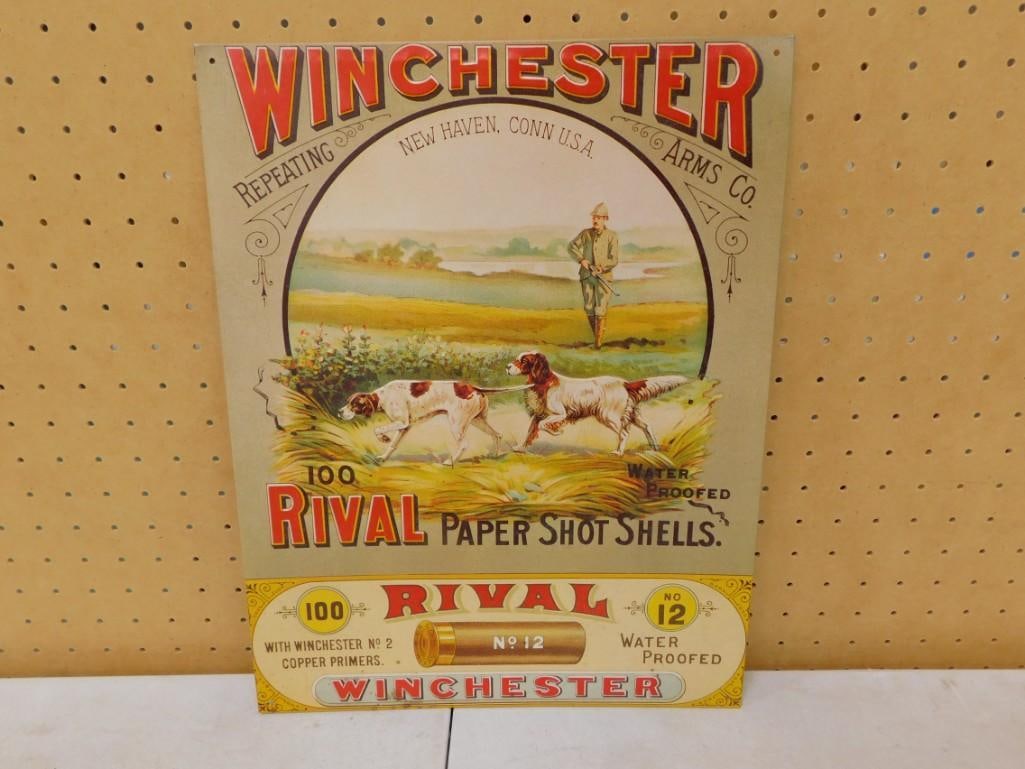 WINCHESTER
REPEATING ARMS CO.
NEW HAVEN, CONN U.S.A.
100
WATER
PROOFED
RIVAL PAPER SHOT SHELLS.
100 RIVAL NO 12
WITH WINCHESTER Nº 2
COPPER PRIMERS.
Nº 12
WATER
PROOFED
WINCHESTER